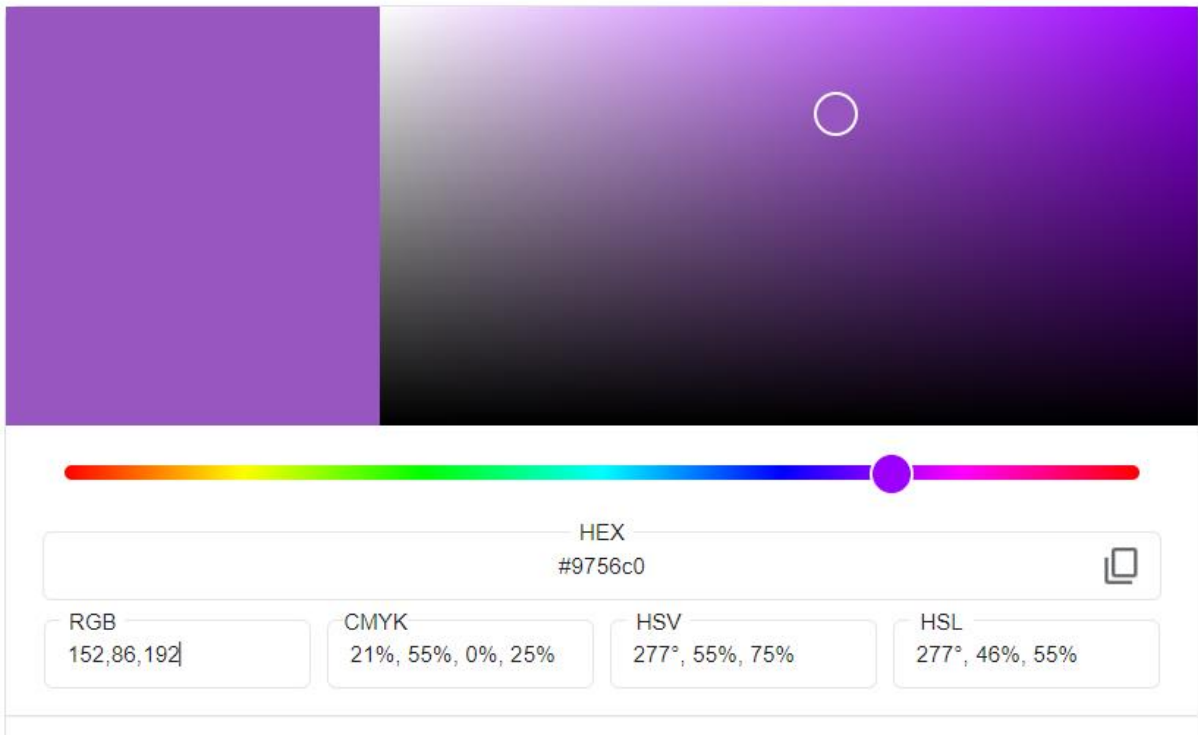 HEX
#9756c0
RGB
152,86,192
CMYK
21%, 55%, 0%, 25%
HSV
277°, 55%, 75%
HSL
277°, 46%, 55%